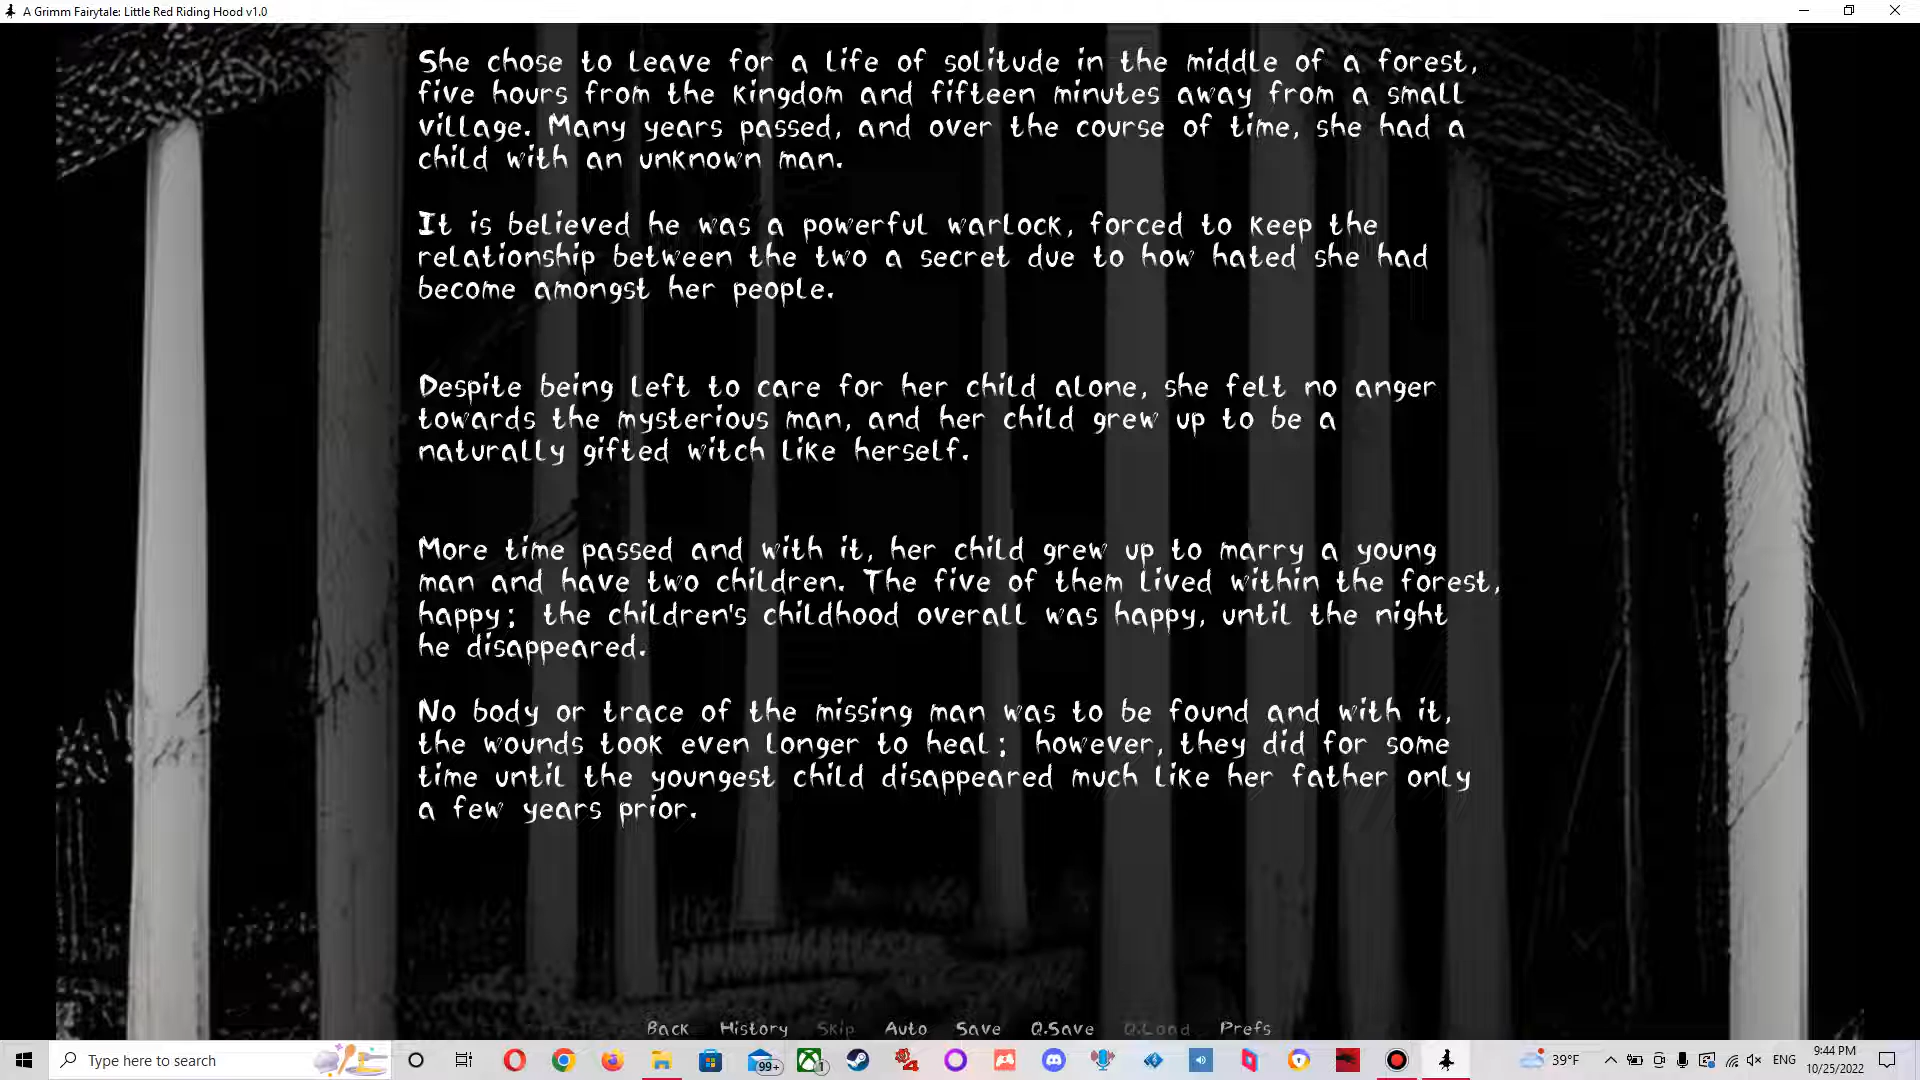 A Grimm Fairytale: Little Red Riding Hood v1.0
She chose to leave for a life of solitude in the middle of a forest,
five hours from the kingdom and fifteen minutes away from a small
village. Many years passed, and over the course of time, she had a
child with an unknown man.
It is believed he was a powerful warlock, forced to keep the
relationship between the two a secret due to how hated she had
become amongst her people.
Despite being left to care for her child alone, she felt no anger
towards the mysterious man, and her child grew up to be a
naturally gifted witch like herself.
More time passed and with it, her child grew up to marry a young
man and have two children. The five of them lived within the forest,
happy; the children's childhood overall was happy, until the night
he disappeared.
No body or trace of the missing man was to be found and with it,
the wounds took even longer to heal; however, they did for some
time until the youngest child disappeared much like her father only
a few years prior.
Back History Skip Auto Save Q.Save Q.Load Prefs
Type here to search
99+
1
39°F
ENG
9:44 PM
10/25/2022